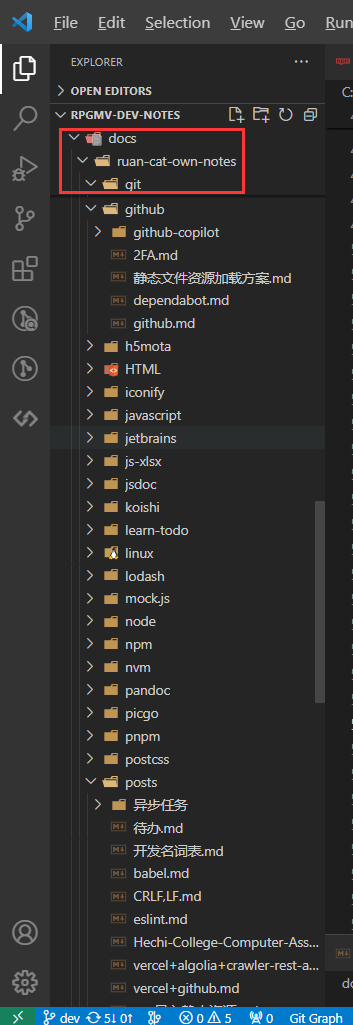 File Edit View Go Run
EXPLORER
OPEN EDITORS
RPGMV-DEV-NOTES
docs
ruan-cat-own-notes
git
github
github-copilot
2FA.md
静态文件资源加载方案.md
dependabot.md
github.md
h5mota
HTML
iconify
javascript
jetbrains
js-xlsx
jsdoc
koishi
learn-todo
linux
lodash
mock.js
node
npm
nvm
pandoc
picgo
pnpm
postcss
posts
异步任务
待办.md
开发名词表.md
babel.md
CRLF,LF.md
eslint.md
Hechi-College-Computer-Ass...
vercel+algolia+crawler-rest-a...
vercel+github.md
dev 5↓ 0↑ 0 5 0 Git Graph